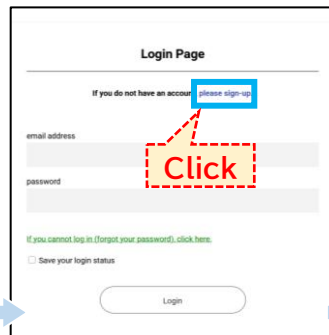 Login Page
If you do not have an accoun please sign-up.
email address
Click
password
If you cannot log in (forgot your password), click here.
Save your login status
Login